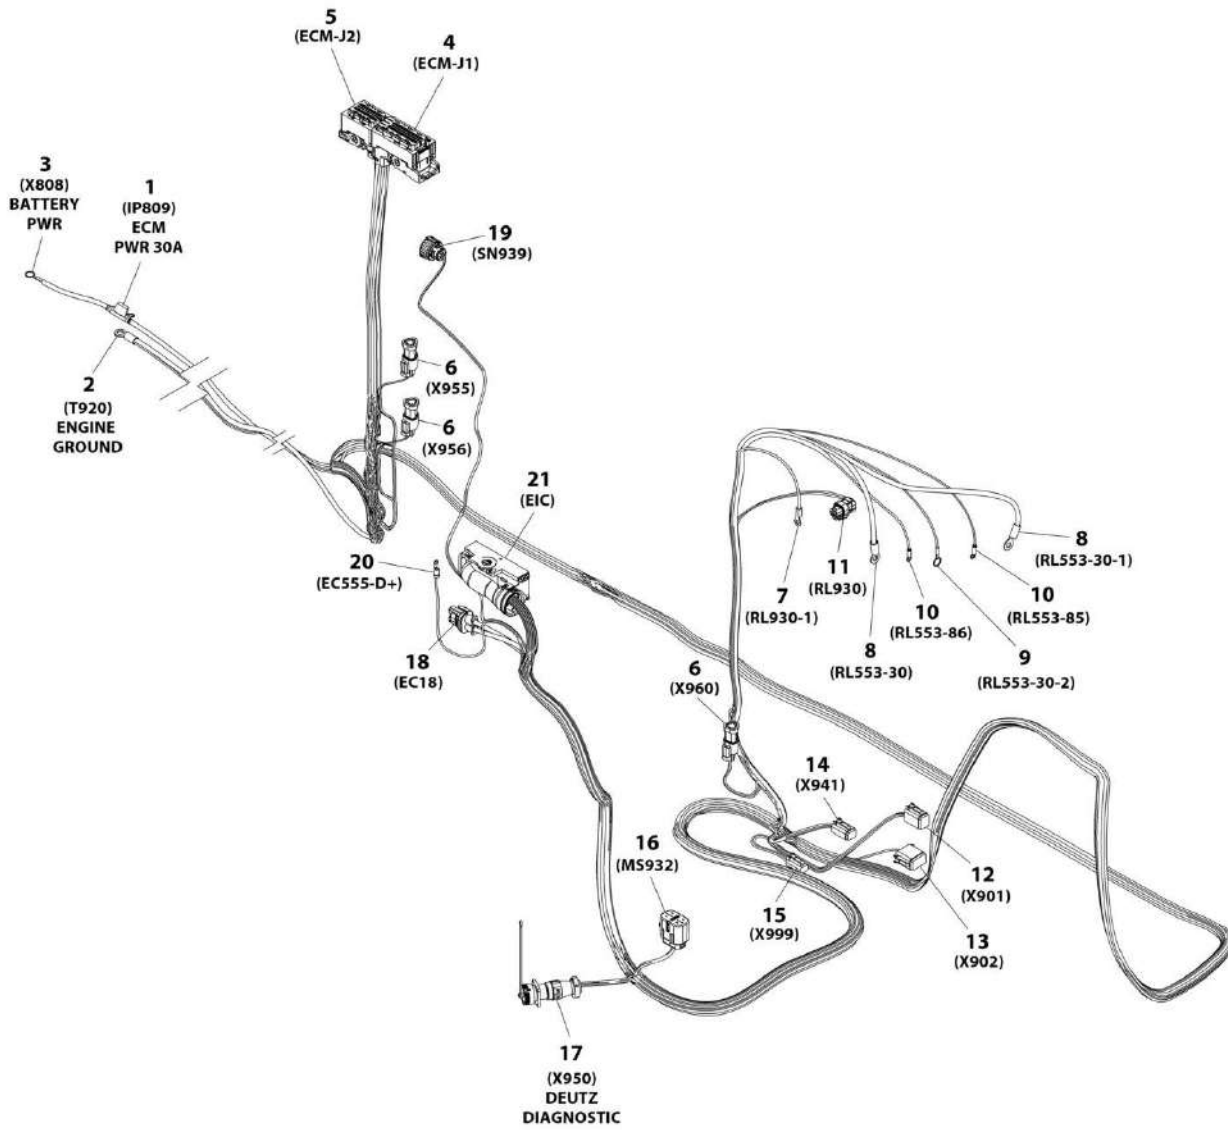 5
(ECM-J2)
4
(ECM-J1)
3
(X808)
BATTERY
PWR
1
(IP809)
ECM
PWR 30A
19
(SN939)
2
(T920)
ENGINE
GROUND
6
(X955)
6
(X956)
21
(EIC)
20
(EC555-D+)
18
(EC18)
7
(RL930-1)
11
(RL930)
8
(RL553-30)
10
(RL553-86)
9
(RL553-30-2)
10
(RL553-85)
8
(RL553-30-1)
6
(X960)
14
(X941)
12
(X901)
13
(X902)
15
(X999)
16
(MS932)
17
(X950)
DEUTZ
DIAGNOSTIC